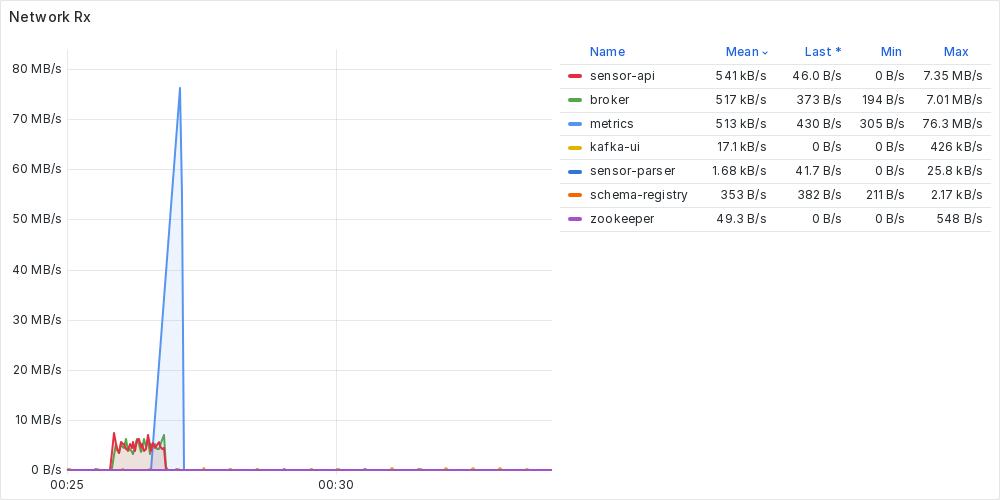 Network Rx
80 MB/s
70 MB/s
60 MB/s
50 MB/s
40 MB/s
30 MB/s
20 MB/s
10 MB/s
0 B/s
00:25 00:30
Name Mean Last * Min Max
sensor-api 541 kB/s 46.0 B/s 0 B/s 7.35 MB/s
broker 517 kB/s 373 B/s 194 B/s 7.01 MB/s
metrics 513 kB/s 430 B/s 305 B/s 76.3 MB/s
kafka-ui 17.1 kB/s 0 B/s 0 B/s 426 kB/s
sensor-parser 1.68 kB/s 41.7 B/s 0 B/s 25.8 kB/s
schema-registry 353 B/s 382 B/s 211 B/s 2.17 kB/s
zookeeper 49.3 B/s 0 B/s 0 B/s 548 B/s